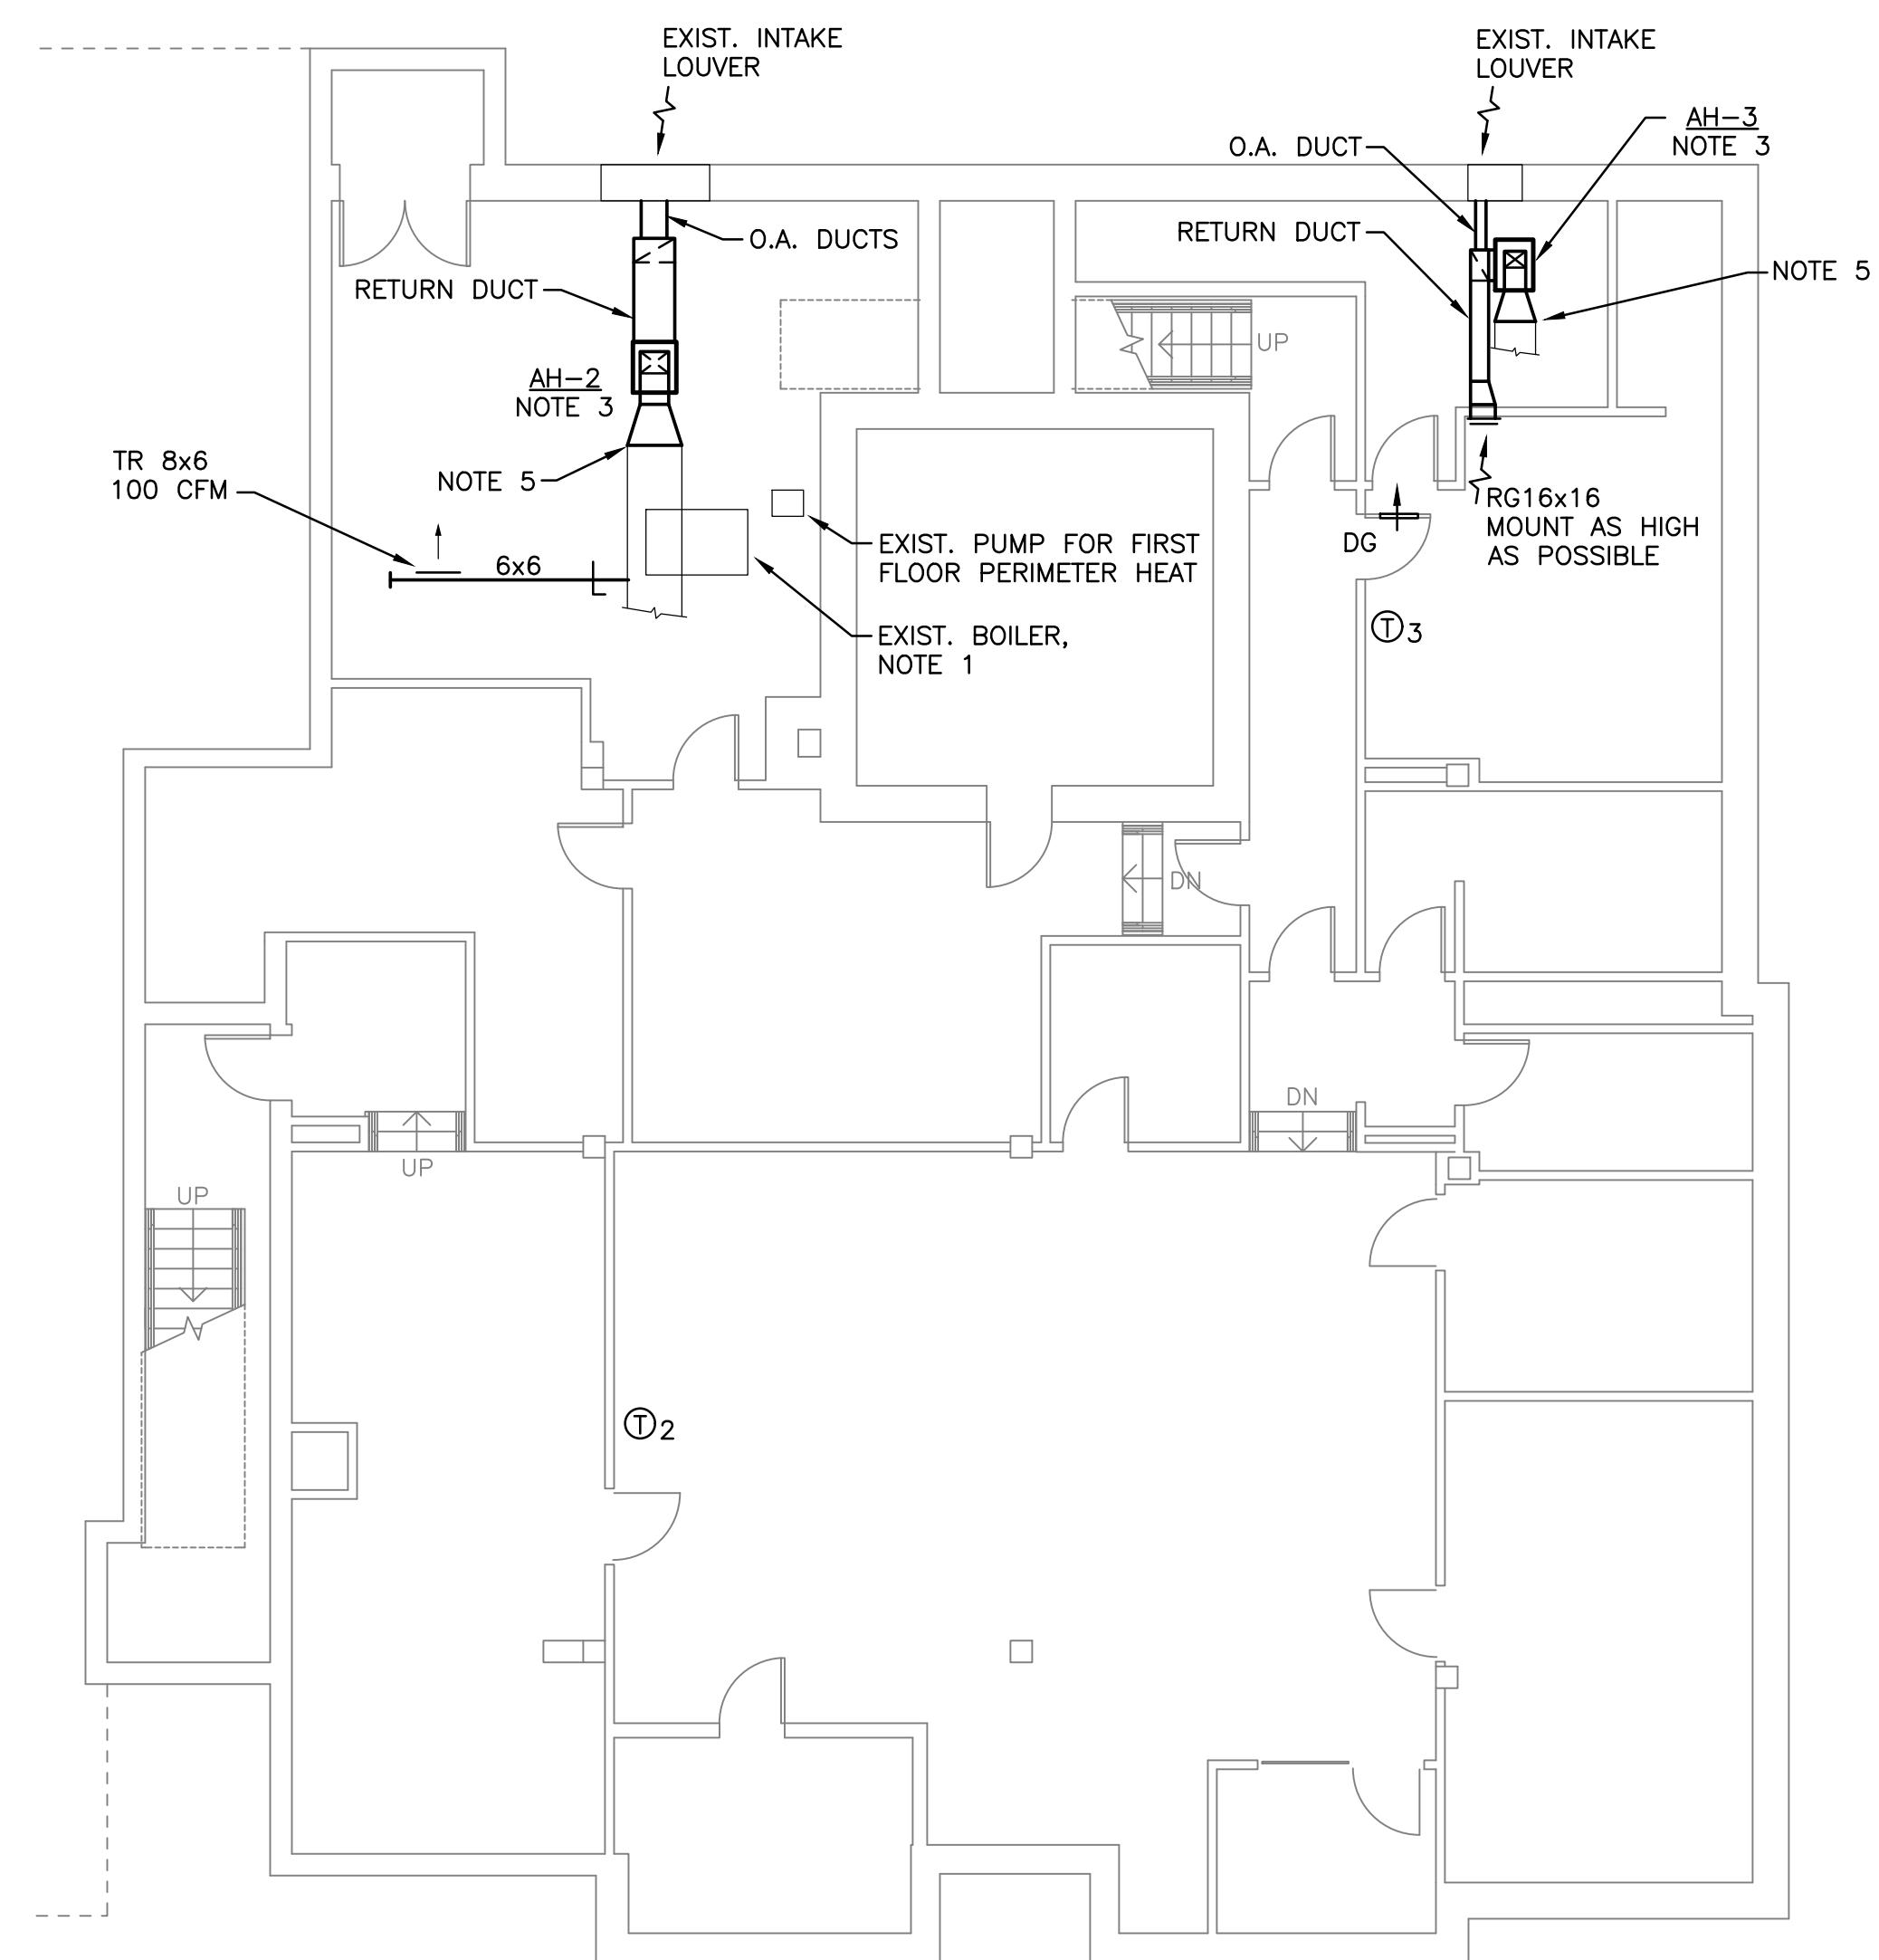 EXIST. INTAKE
LOUVER
EXIST. INTAKE
LOUVER
AH-3
NOTE 3
O.A. DUCT
RETURN DUCT
O.A. DUCTS
NOTE 5
RETURN DUCT
UP
AH-2
NOTE 3
TR 8x6
100 CFM
NOTE 5
RG16x16
MOUNT AS HIGH
AS POSSIBLE
DG
EXIST. PUMP FOR FIRST
FLOOR PERIMETER HEAT
6x6
T 3
EXIST. BOILER,
NOTE 1
DN
DN
UP
UP
T 2